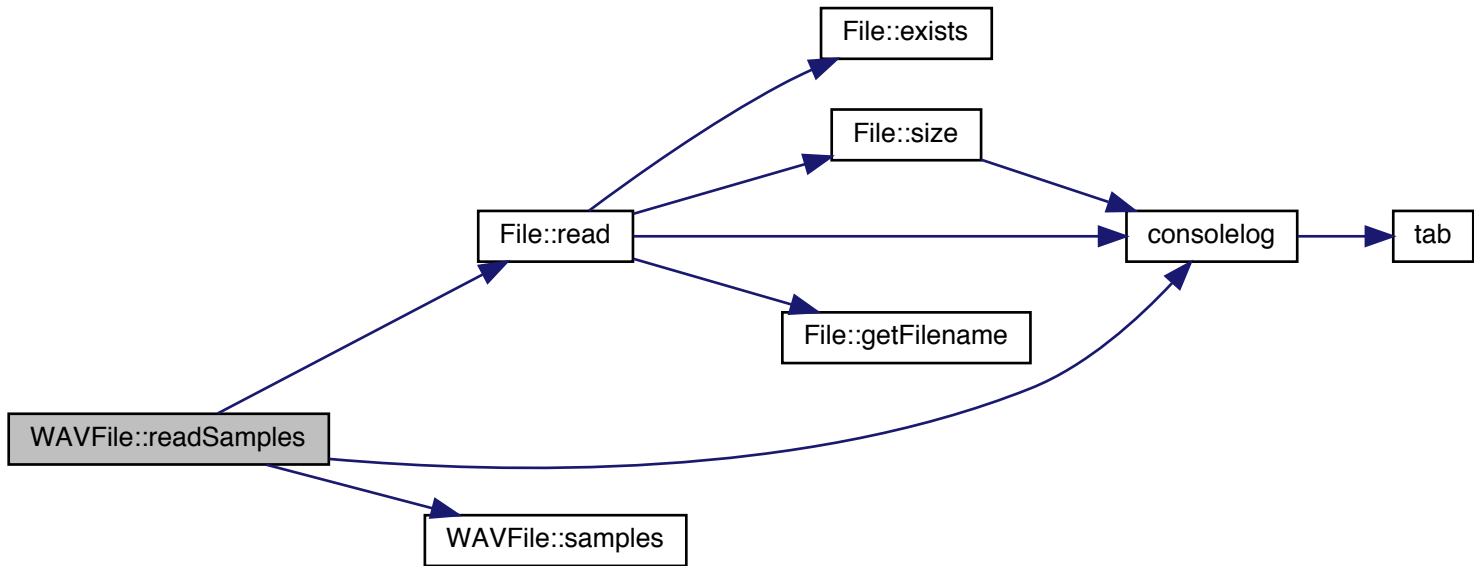 File::exists
File::size
File::read
consolelog
tab
File::getFilename
WAVFile::readSamples
WAVFile::samples